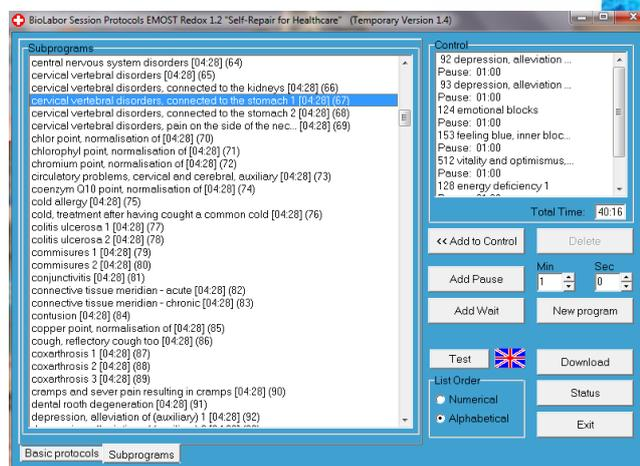 BioLabor Session Protocols EMOST Redox 1.2 "Self-Repair for Healthcare" (Temporary Version 1.4)
Subprograms
central nervous system disorders [04:28] (64)
cervical vertebral disorders [04:28] (65)
cervical vertebral disorders, connected to the kidneys [04:28] (66)
cervical vertebral disorders, connected to the stomach 1 [04:28] (67)
cervical vertebral disorders, connected to the stomach 2 [04:28] (68)
cervical vertebral disorders, pain on the side of the nec... [04:28] (69)
chlor point, normalisation of [04:28] (70)
chlorophyl point, normalisation of [04:28] (71)
chromium point, normalisation of [04:28] (72)
circulatory problems, cervical and cerebral, auxiliary [04:28] (73)
coenzym Q10 point, normalisation of [04:28] (74)
cold allergy [04:28] (75)
cold, treatment after having cought a common cold [04:28] (76)
colitis ulcerosa 1 [04:28] (77)
colitis ulcerosa 2 [04:28] (78)
commisures 1 [04:28] (79)
commisures 2 [04:28] (80)
conjunctivitis [04:28] (81)
connective tissue meridian - acute [04:28] (82)
connective tissue meridian - chronic [04:28] (83)
contusion [04:28] (84)
copper point, normalisation of [04:28] (85)
cough, reflectory cough too [04:28] (86)
coxarthrosis 1 [04:28] (87)
coxarthrosis 2 [04:28] (88)
coxarthrosis 3 [04:28] (89)
cramps and sever pain resulting in cramps [04:28] (90)
dental rooth degeneration [04:28] (91)
depression, alleviation of (auxiliary) 1 [04:28] (92)
Basic protocols
Subprograms
Control
92 depression, alleviation ...
Pause: 01:00
93 depression, alleviation ...
Pause: 01:00
124 emotional blocks
Pause: 01:00
153 feeling blue, inner bloc...
Pause: 01:00
512 vitality and optimismus,...
Pause: 01:00
128 energy deficiency 1
Total Time: 40:16
<< Add to Control
Delete
Add Pause
Min
1
Sec
0
Add Wait
New program
Test
Download
List Order
Numerical
Alphabetical
Status
Exit